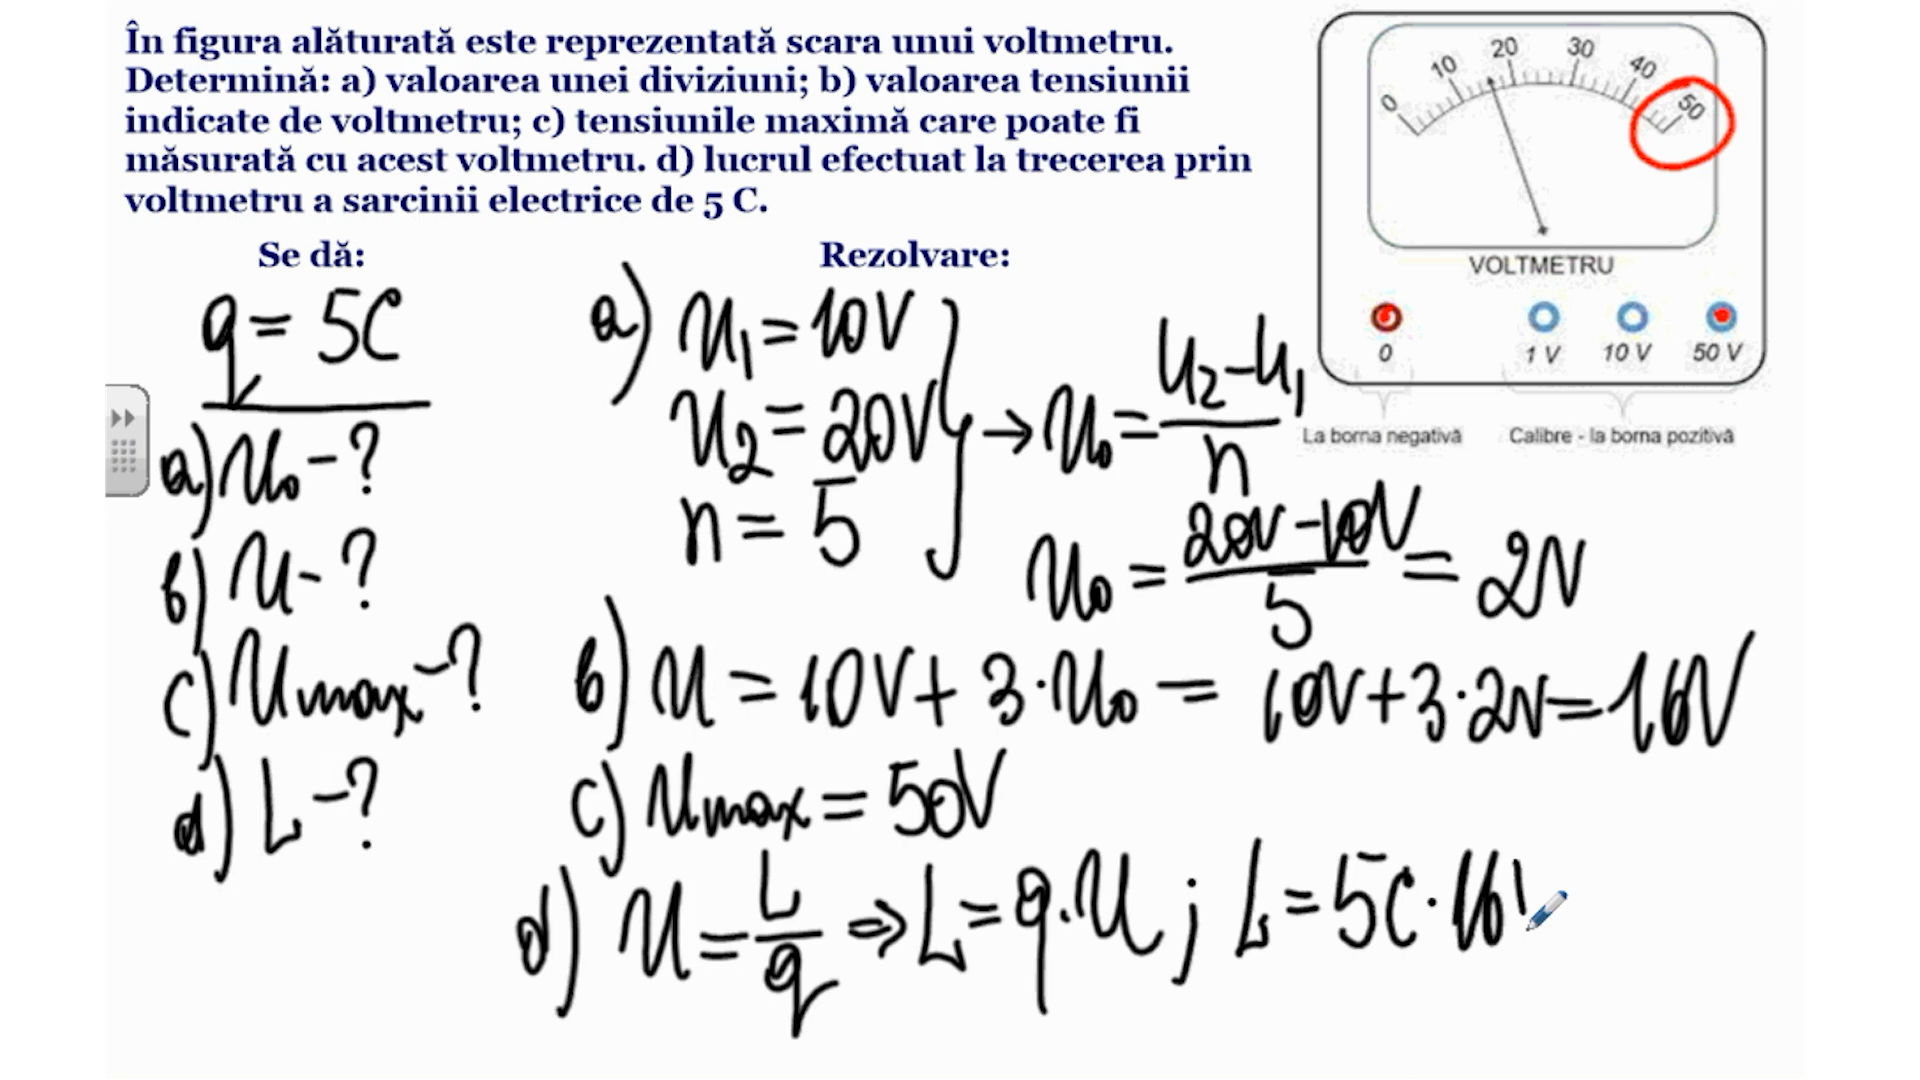 În figura alăturată este reprezentată scara unui voltmetru.
Determină: a) valoarea unei diviziuni; b) valoarea tensiunii
indicate de voltmetru; c) tensiunile maximă care poate fi
măsurată cu acest voltmetru. d) lucrul efectuat la trecerea prin
voltmetru a sarcinii electrice de 5 C.
0 10 20 30 40 50
VOLTMETRU
0 1 V 10 V 50 V
La borna negativă Calibre - la borna pozitivă
Se dă:
q = 5C
a) U₀ - ?
b) U - ?
c) Umax - ?
d) L - ?
Rezolvare:
a) U₁ = 10V
U₂ = 20V
n = 5
→ U₀ = (U₂ - U₁)/n
U₀ = (20V - 10V)/5 = 2V
b) U = 10V + 3·U₀ = 10V + 3·2V = 16V
c) Umax = 50V
d) U = L/q ⇒ L = q·U ; L = 5C·16V